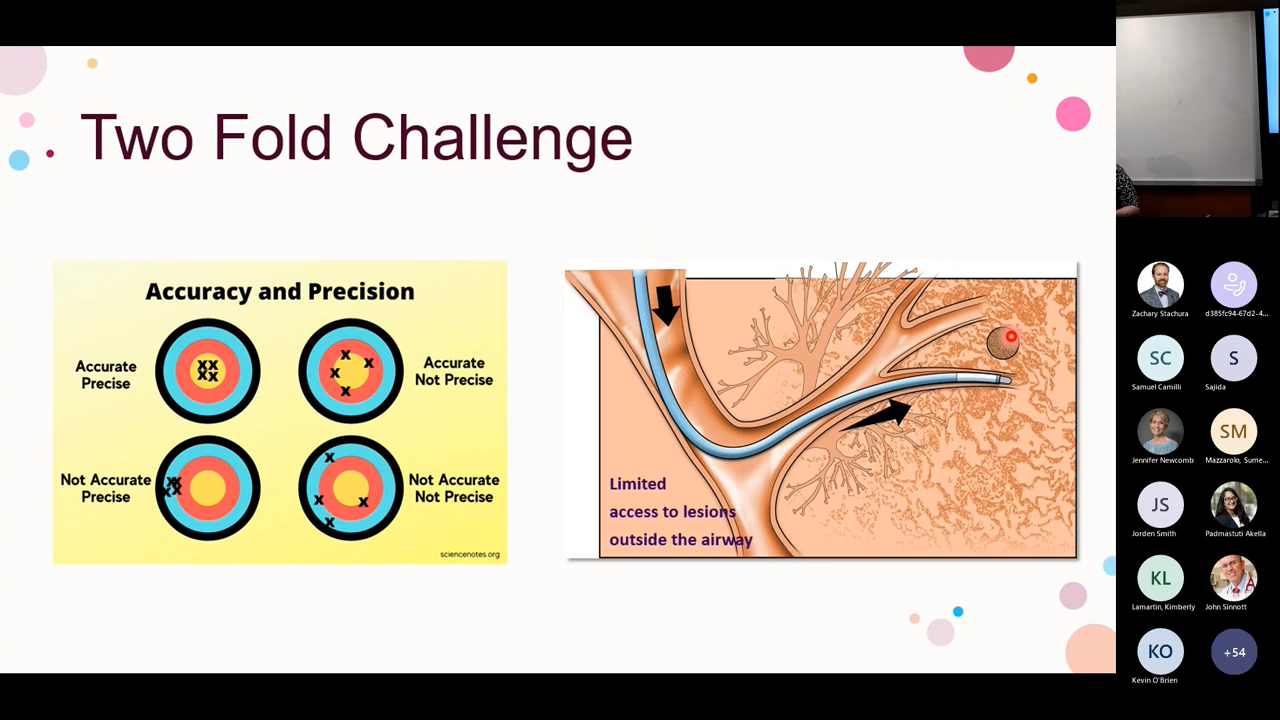 Two Fold Challenge
Accuracy and Precision
Accurate
Precise
Accurate
Not Precise
Not Accurate
Precise
Not Accurate
Not Precise
sciencenotes.org
Limited
access to lesions
outside the airway
Zachary Stachura
d385fc94-67d2-4...
SC
Samuel Camilli
S
Sajida
Jennifer Newcomb
SM
Mazzarolo, Sume...
JS
Jorden Smith
Padmastuti Akella
KL
Lamartin, Kimberly
A
John Sinnott
KO
Kevin O'Brien
+54